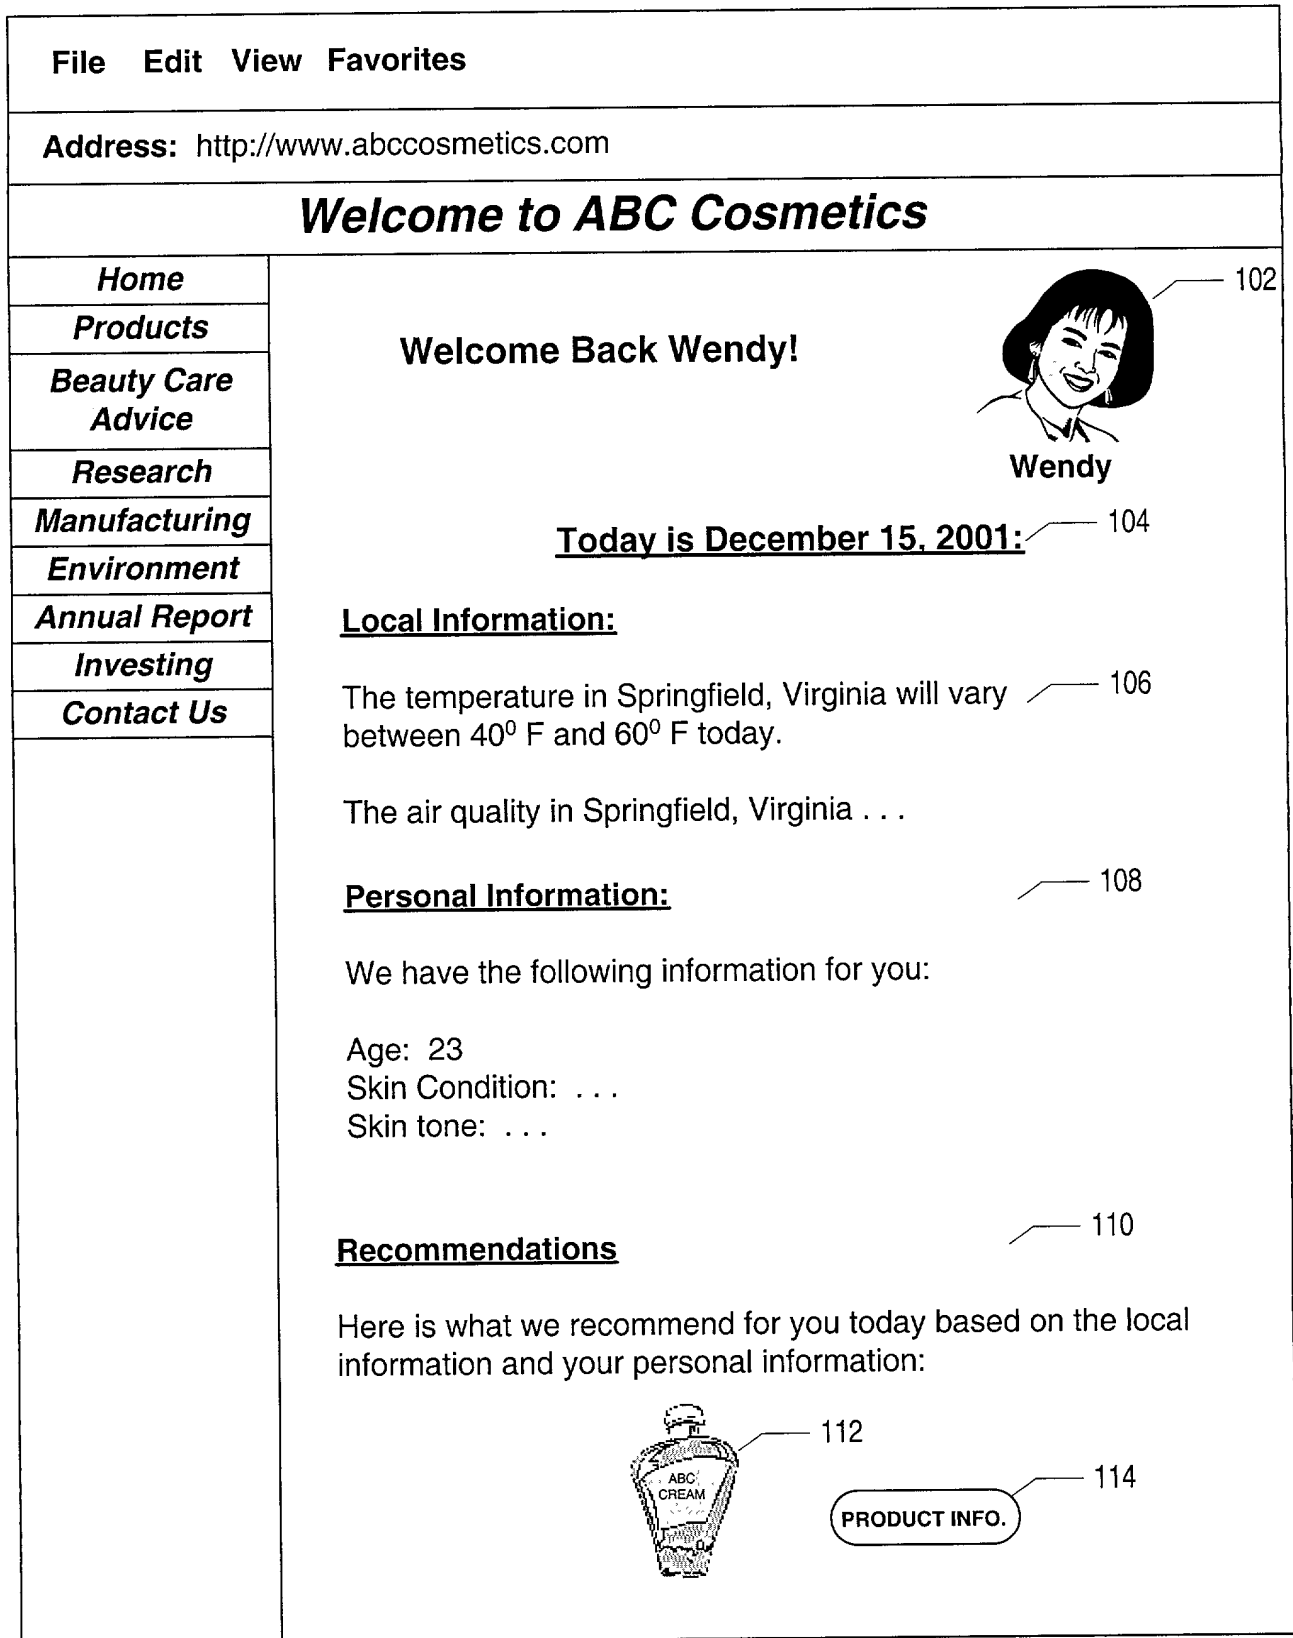 File Edit View Favorites
Address: http://www.abccosmetics.com
Welcome to ABC Cosmetics
Home
Products
Beauty Care
Advice
Research
Manufacturing
Environment
Annual Report
Investing
Contact Us
102
Welcome Back Wendy!
Wendy
Today is December 15, 2001:
104
Local Information:
The temperature in Springfield, Virginia will vary
between 40⁰ F and 60⁰ F today.
106
The air quality in Springfield, Virginia . . .
108
Personal Information:
We have the following information for you:
Age: 23
Skin Condition: . . .
Skin tone: . . .
110
Recommendations
Here is what we recommend for you today based on the local
information and your personal information:
112
ABC
CREAM
114
PRODUCT INFO.